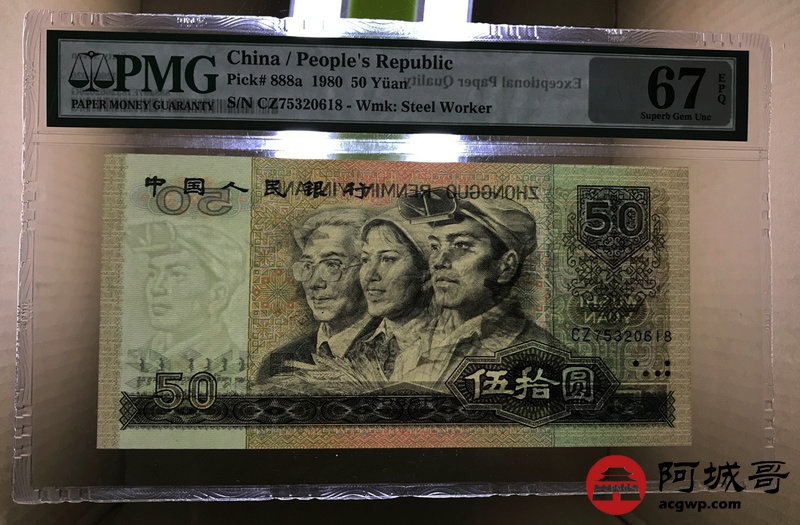 PMG
PAPER MONEY GUARANTY
China / People's Republic
Pick# 888a 1980 50 Yüan
S/N CZ75320618 - Wmk: Steel Worker
Exceptional Paper Quality
67 EPQ
Superb Gem Unc
中国人民银行
50
ZHONGGUO RENMIN YINHANG
50
CZ75320618
50
伍拾圆
阿城哥
acgwp.com